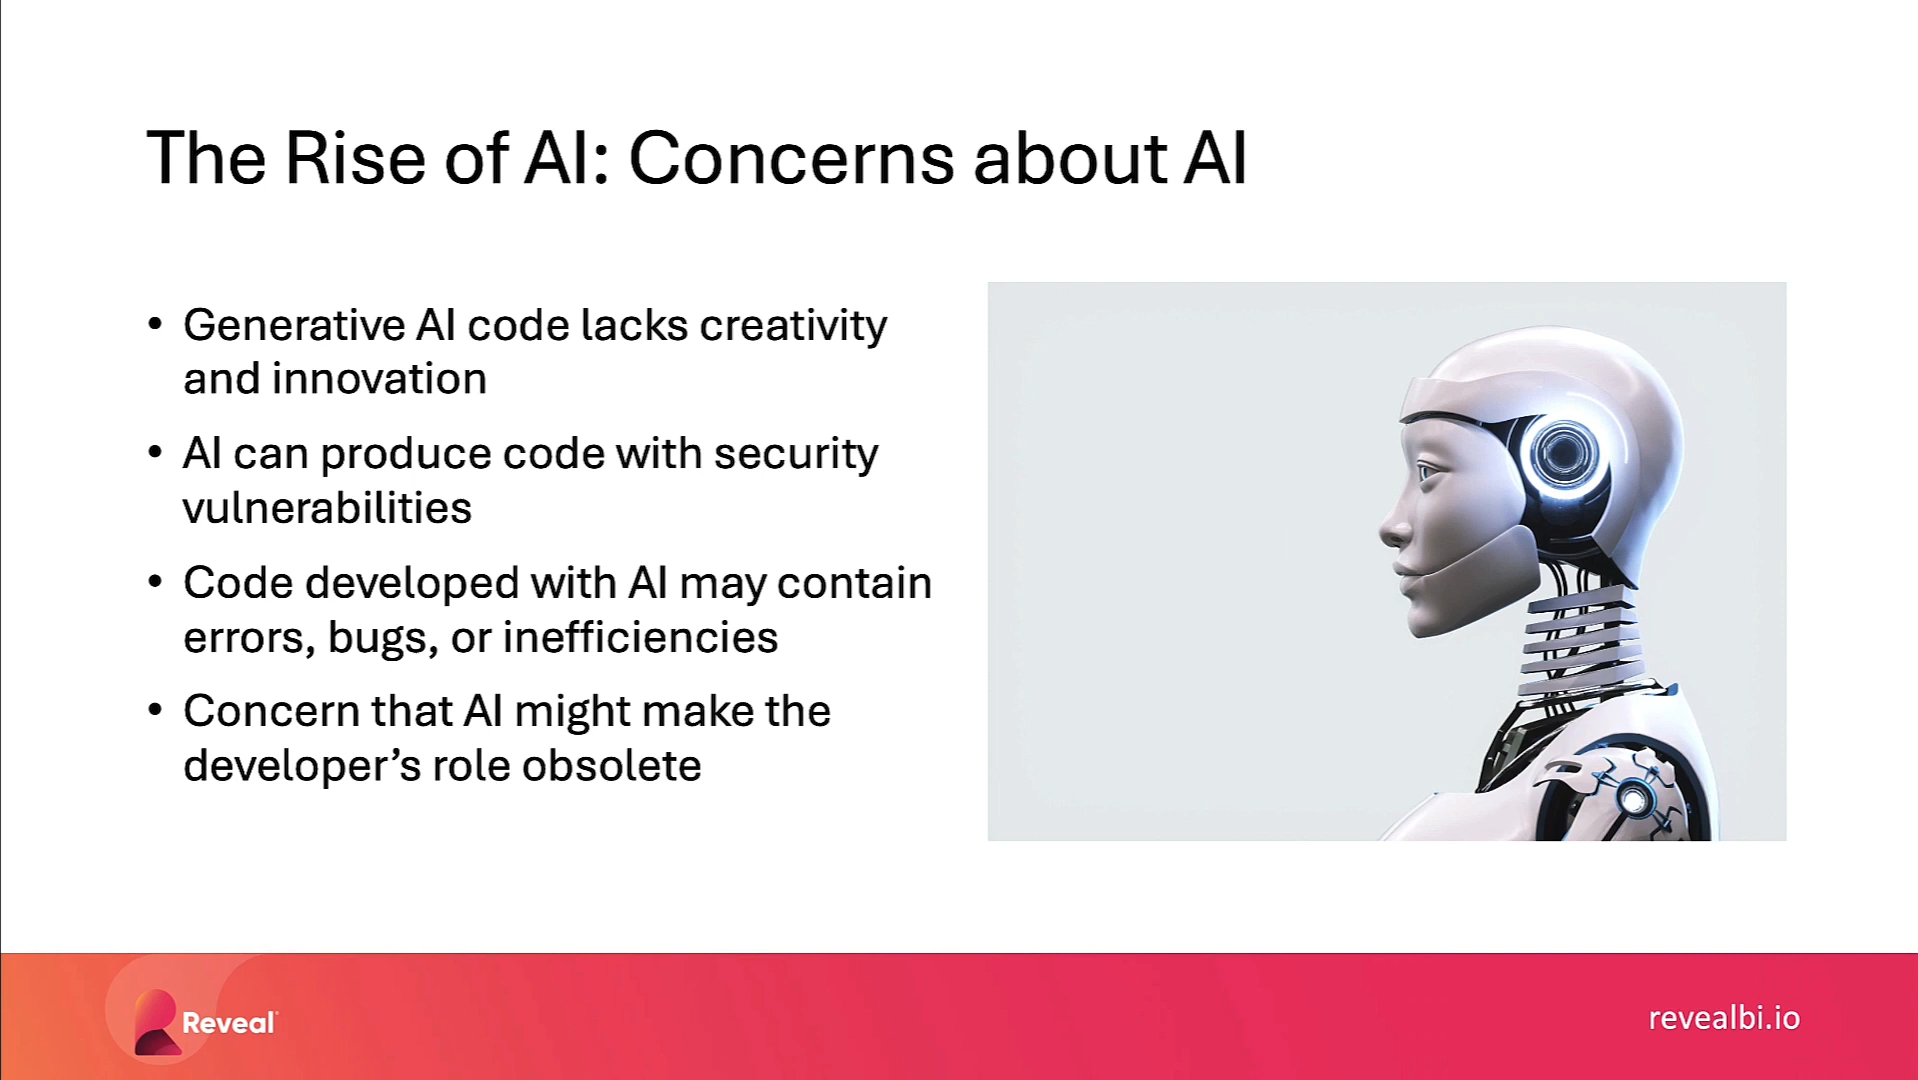 The Rise of AI: Concerns about AI
• Generative AI code lacks creativity
and innovation
• AI can produce code with security
vulnerabilities
• Code developed with AI may contain
errors, bugs, or inefficiencies
• Concern that AI might make the
developer’s role obsolete
Reveal
revealbi.io